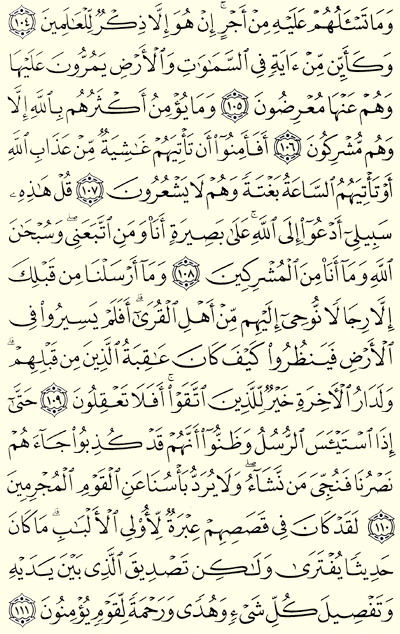 وَمَا تَسْـَٔلُهُمْ عَلَيْهِ مِنْ أَجْرٍ ۚ إِنْ هُوَ إِلَّا ذِكْرٌ لِّلْعَـٰلَمِينَ ١٠٤
وَكَأَيِّن مِّنْ ءَايَةٍ فِى ٱلسَّمَـٰوَٰتِ وَٱلْأَرْضِ يَمُرُّونَ عَلَيْهَا
وَهُمْ عَنْهَا مُعْرِضُونَ ١٠٥ وَمَا يُؤْمِنُ أَكْثَرُهُم بِٱللَّهِ إِلَّا
وَهُم مُّشْرِكُونَ ١٠٦ أَفَأَمِنُوٓا۟ أَن تَأْتِيَهُمْ غَـٰشِيَةٌ مِّنْ عَذَابِ ٱللَّهِ
أَوْ تَأْتِيَهُمُ ٱلسَّاعَةُ بَغْتَةً وَهُمْ لَا يَشْعُرُونَ ١٠٧ قُلْ هَـٰذِهِۦ
سَبِيلِىٓ أَدْعُوٓا۟ إِلَى ٱللَّهِ ۚ عَلَىٰ بَصِيرَةٍ أَنَا۠ وَمَنِ ٱتَّبَعَنِى ۖ وَسُبْحَـٰنَ
ٱللَّهِ وَمَآ أَنَا۠ مِنَ ٱلْمُشْرِكِينَ ١٠٨ وَمَآ أَرْسَلْنَا مِن قَبْلِكَ
إِلَّا رِجَالًا نُّوحِىٓ إِلَيْهِم مِّنْ أَهْلِ ٱلْقُرَىٰٓ ۗ أَفَلَمْ يَسِيرُوا۟ فِى
ٱلْأَرْضِ فَيَنظُرُوا۟ كَيْفَ كَانَ عَـٰقِبَةُ ٱلَّذِينَ مِن قَبْلِهِمْ ۗ
وَلَدَارُ ٱلْـَٔاخِرَةِ خَيْرٌ لِّلَّذِينَ ٱتَّقَوْا۟ ۗ أَفَلَا تَعْقِلُونَ ١٠٩ حَتَّىٰٓ
إِذَا ٱسْتَيْـَٔسَ ٱلرُّسُلُ وَظَنُّوٓا۟ أَنَّهُمْ قَدْ كُذِبُوا۟ جَآءَهُمْ
نَصْرُنَا فَنُجِّىَ مَن نَّشَآءُ ۖ وَلَا يُرَدُّ بَأْسُنَا عَنِ ٱلْقَوْمِ ٱلْمُجْرِمِينَ
١١٠ لَقَدْ كَانَ فِى قَصَصِهِمْ عِبْرَةٌ لِّأُو۟لِى ٱلْأَلْبَـٰبِ ۗ مَا كَانَ
حَدِيثًا يُفْتَرَىٰ وَلَـٰكِن تَصْدِيقَ ٱلَّذِى بَيْنَ يَدَيْهِ
وَتَفْصِيلَ كُلِّ شَىْءٍ وَهُدًى وَرَحْمَةً لِّقَوْمٍ يُؤْمِنُونَ ١١١